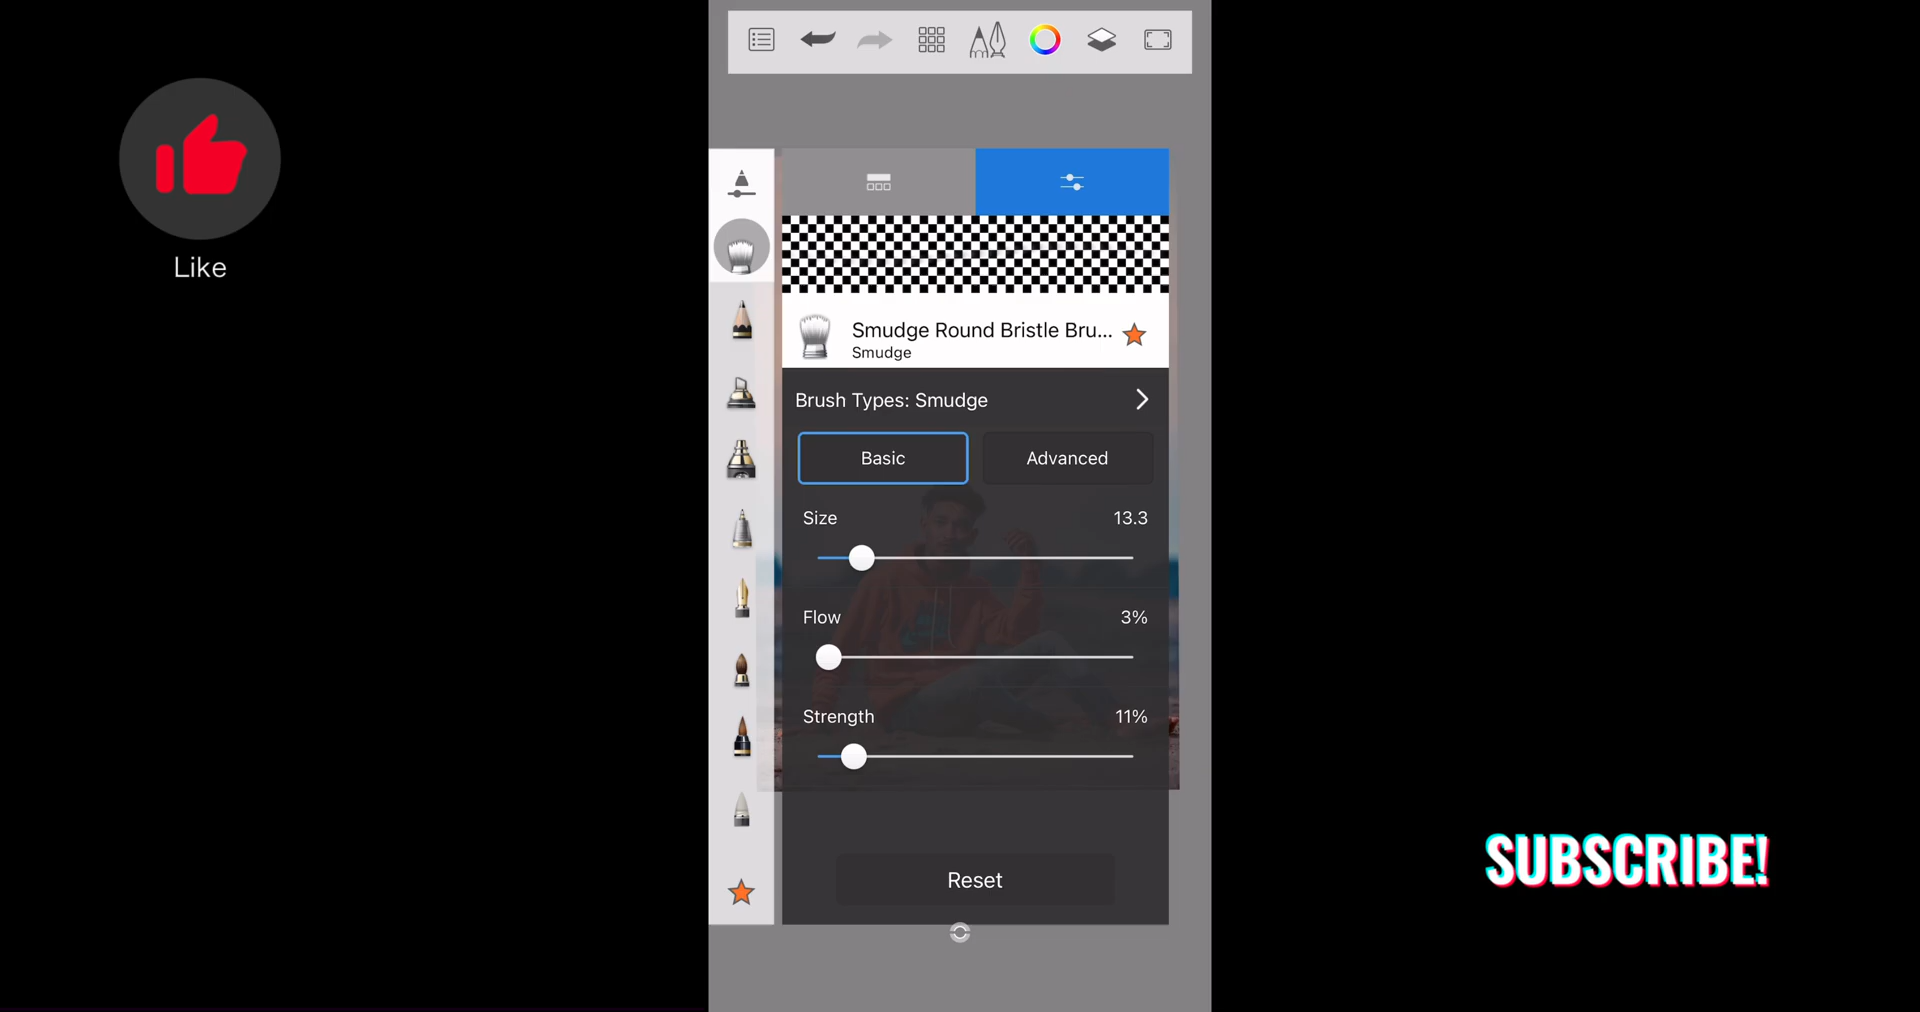 Like
Smudge Round Bristle Bru...
Smudge
Brush Types: Smudge
Basic
Advanced
Size
13.3
Flow
3%
Strength
11%
Reset
SUBSCRIBE!